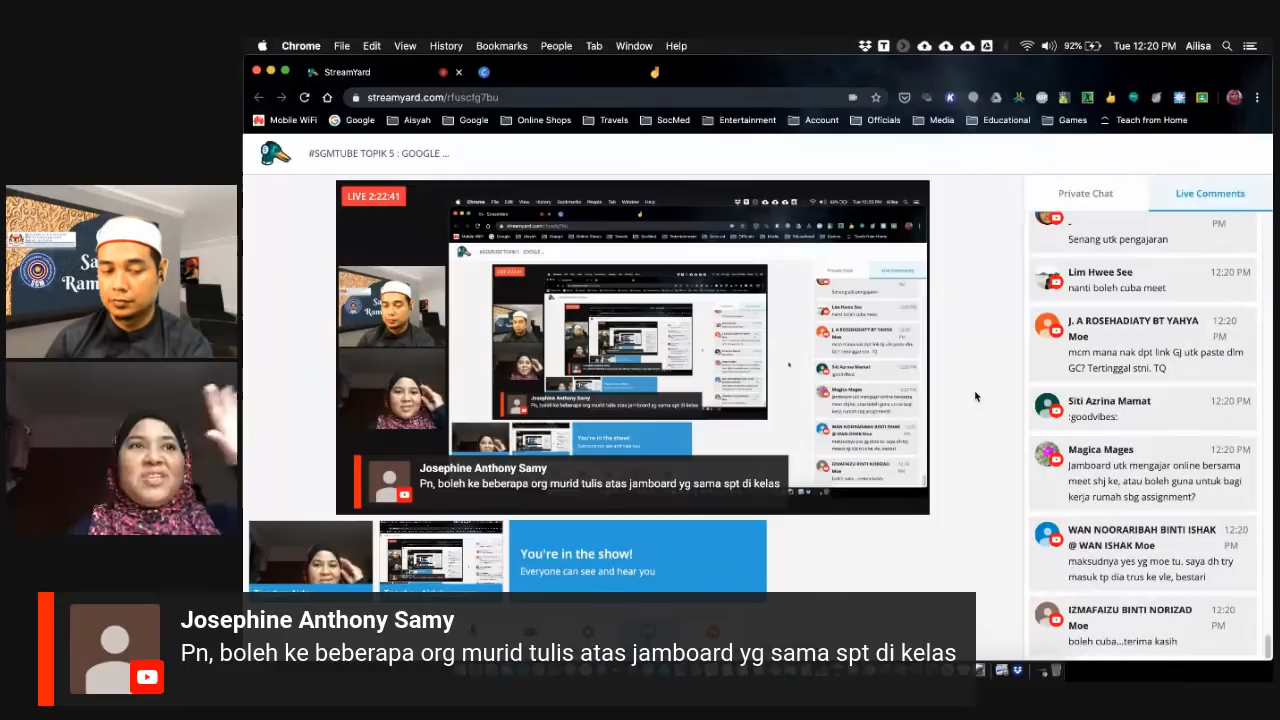 Chrome File Edit View History Bookmarks People Tab Window Help
92% Tue 12:20 PM Ailisa
StreamYard
streamyard.com/rfuscfg7bu
Mobile WiFi Google Aisyah Google Online Shops Travels SocMed Entertainment Account Officials Media Educational Games Teach from Home
#SGMTUBE TOPIK 5 : GOOGLE ...
LIVE 2:22:41
Private Chat Live Comments
PM
Senang utk pengajaran
Lim Hwee See 12:20 PM
nanti boleh cuba meet
J. A ROSEHADIATY BT YAHYA 12:20
Moe PM
mcm mana nak dpt link GJ utk paste dlm
GC? Tertinggal stni. TQ
Siti Azrina Mamat 12:20 PM
:goodvibes:
Magica Mages 12:20 PM
Jamboard utk mengajar online bersama
meet shj ke, atau boleh guna untuk bagi
kerja rumah sbg assignment?
WAN NORHARIRAH BINTI ISHAK 12:20
@ WAN ISHAK Moe PM
maksudnya yes yg moe tu. saya dh try
masuk tp dia trus ke vle, bestari
IZMAFAIZU BINTI NORIZAD 12:20
Moe PM
boleh cuba...terima kasih
Josephine Anthony Samy
Pn, boleh ke beberapa org murid tulis atas jamboard yg sama spt di kelas
You're in the show!
Everyone can see and hear you
Josephine Anthony Samy
Pn, boleh ke beberapa org murid tulis atas jamboard yg sama spt di kelas